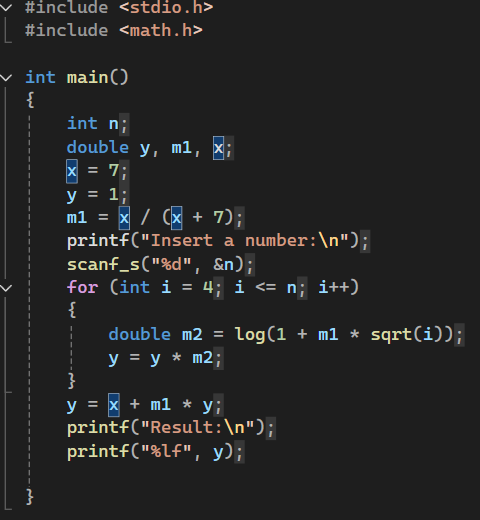 #include <stdio.h>
#include <math.h>

int main()
{
    int n;
    double y, m1, x;
    x = 7;
    y = 1;
    m1 = x / (x + 7);
    printf("Insert a number:\n");
    scanf_s("%d", &n);
    for (int i = 4; i <= n; i++)
    {
        double m2 = log(1 + m1 * sqrt(i));
        y = y * m2;
    }
    y = x + m1 * y;
    printf("Result:\n");
    printf("%lf", y);

}